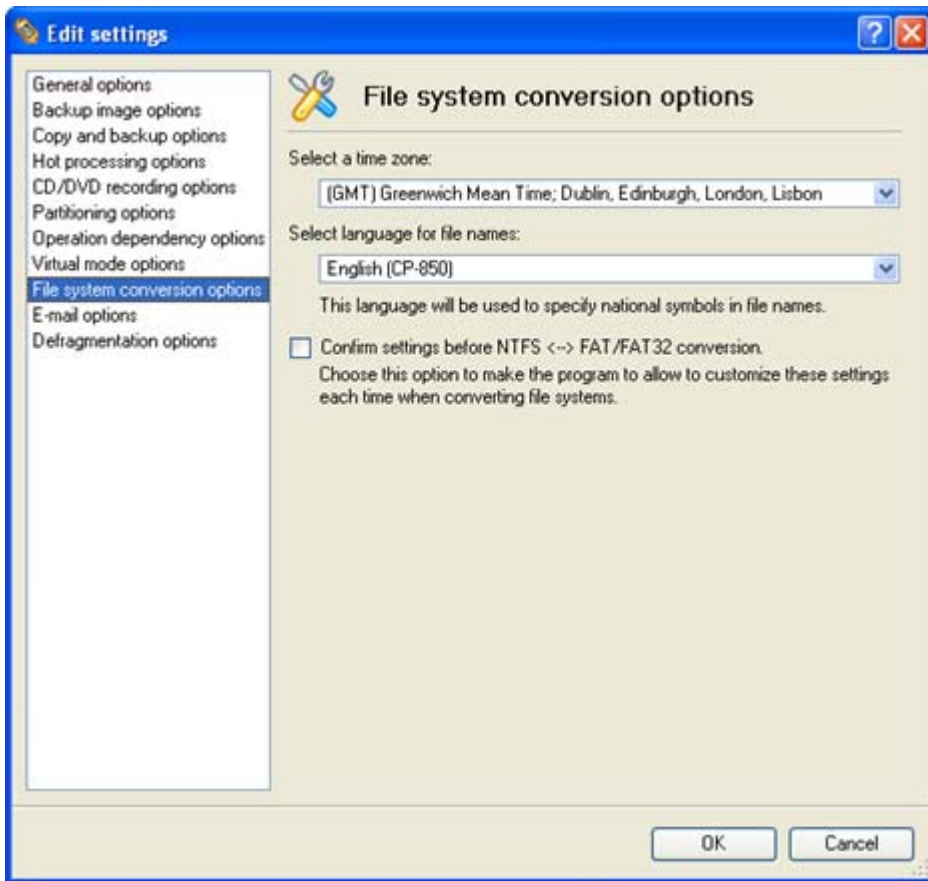 Edit settings
General options
Backup image options
Copy and backup options
Hot processing options
CD/DVD recording options
Partitioning options
Operation dependency options
Virtual mode options
File system conversion options
E-mail options
Defragmentation options
File system conversion options
Select a time zone:
(GMT) Greenwich Mean Time; Dublin, Edinburgh, London, Lisbon
Select language for file names:
English (CP-850)
This language will be used to specify national symbols in file names.
Confirm settings before NTFS <--> FAT/FAT32 conversion.
Choose this option to make the program to allow to customize these settings
each time when converting file systems.
OK
Cancel